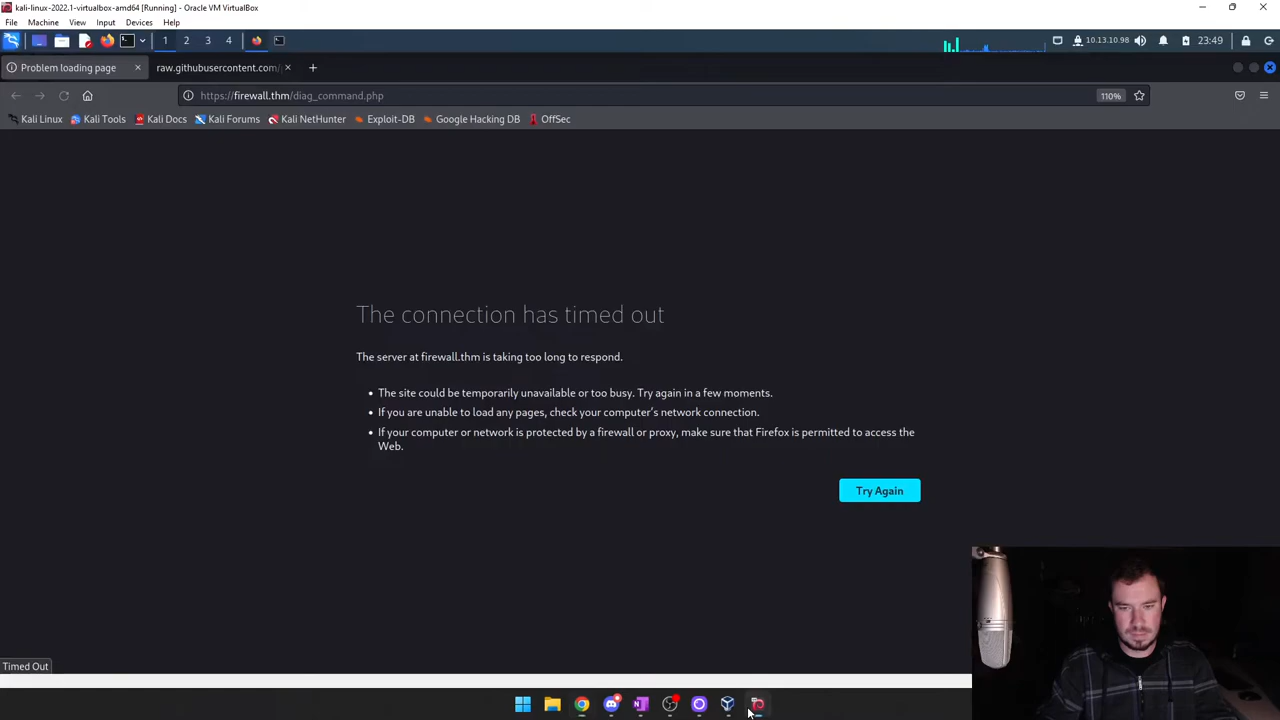 kali-linux-2022.1-virtualbox-amd64 [Running] - Oracle VM VirtualBox
File Machine View Input Devices Help
1 2 3 4 10.13.10.98 23:49
Problem loading page raw.githubusercontent.com/
https://firewall.thm/diag_command.php 110%
Kali Linux Kali Tools Kali Docs Kali Forums Kali NetHunter Exploit-DB Google Hacking DB OffSec
The connection has timed out
The server at firewall.thm is taking too long to respond.
• The site could be temporarily unavailable or too busy. Try again in a few moments.
• If you are unable to load any pages, check your computer’s network connection.
• If your computer or network is protected by a firewall or proxy, make sure that Firefox is permitted to access the
Web.
Try Again
Timed Out